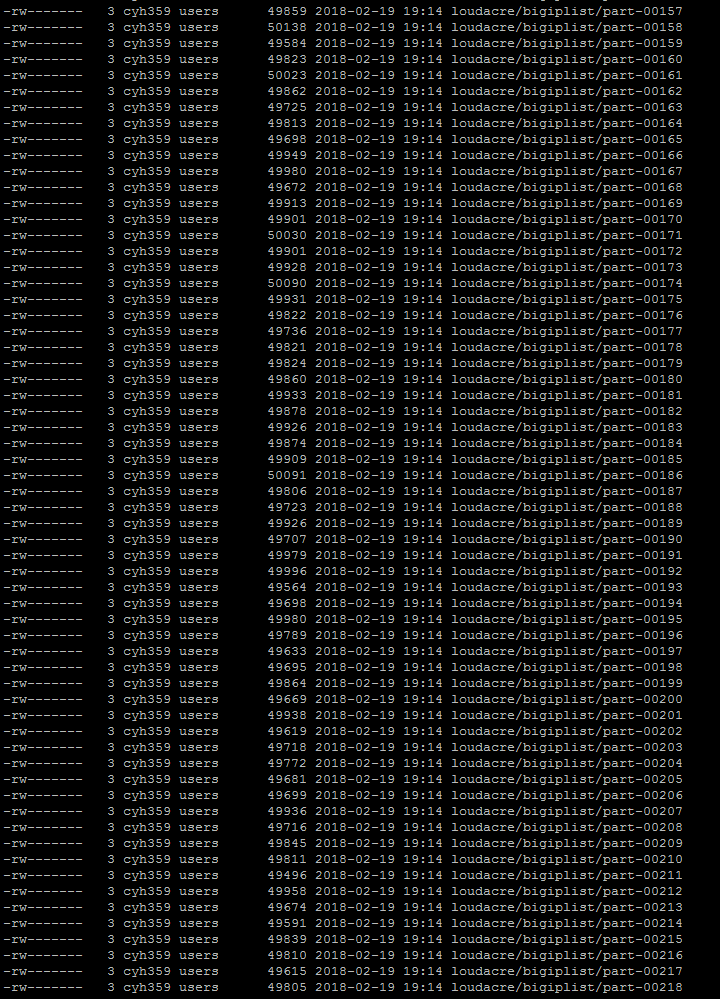 -rw-------   3 cyh359 users      49859 2018-02-19 19:14 loudacre/bigiplist/part-00157
-rw-------   3 cyh359 users      50138 2018-02-19 19:14 loudacre/bigiplist/part-00158
-rw-------   3 cyh359 users      49584 2018-02-19 19:14 loudacre/bigiplist/part-00159
-rw-------   3 cyh359 users      49823 2018-02-19 19:14 loudacre/bigiplist/part-00160
-rw-------   3 cyh359 users      50023 2018-02-19 19:14 loudacre/bigiplist/part-00161
-rw-------   3 cyh359 users      49862 2018-02-19 19:14 loudacre/bigiplist/part-00162
-rw-------   3 cyh359 users      49725 2018-02-19 19:14 loudacre/bigiplist/part-00163
-rw-------   3 cyh359 users      49813 2018-02-19 19:14 loudacre/bigiplist/part-00164
-rw-------   3 cyh359 users      49698 2018-02-19 19:14 loudacre/bigiplist/part-00165
-rw-------   3 cyh359 users      49949 2018-02-19 19:14 loudacre/bigiplist/part-00166
-rw-------   3 cyh359 users      49980 2018-02-19 19:14 loudacre/bigiplist/part-00167
-rw-------   3 cyh359 users      49672 2018-02-19 19:14 loudacre/bigiplist/part-00168
-rw-------   3 cyh359 users      49913 2018-02-19 19:14 loudacre/bigiplist/part-00169
-rw-------   3 cyh359 users      49901 2018-02-19 19:14 loudacre/bigiplist/part-00170
-rw-------   3 cyh359 users      50030 2018-02-19 19:14 loudacre/bigiplist/part-00171
-rw-------   3 cyh359 users      49901 2018-02-19 19:14 loudacre/bigiplist/part-00172
-rw-------   3 cyh359 users      49928 2018-02-19 19:14 loudacre/bigiplist/part-00173
-rw-------   3 cyh359 users      50090 2018-02-19 19:14 loudacre/bigiplist/part-00174
-rw-------   3 cyh359 users      49931 2018-02-19 19:14 loudacre/bigiplist/part-00175
-rw-------   3 cyh359 users      49822 2018-02-19 19:14 loudacre/bigiplist/part-00176
-rw-------   3 cyh359 users      49736 2018-02-19 19:14 loudacre/bigiplist/part-00177
-rw-------   3 cyh359 users      49821 2018-02-19 19:14 loudacre/bigiplist/part-00178
-rw-------   3 cyh359 users      49824 2018-02-19 19:14 loudacre/bigiplist/part-00179
-rw-------   3 cyh359 users      49860 2018-02-19 19:14 loudacre/bigiplist/part-00180
-rw-------   3 cyh359 users      49933 2018-02-19 19:14 loudacre/bigiplist/part-00181
-rw-------   3 cyh359 users      49878 2018-02-19 19:14 loudacre/bigiplist/part-00182
-rw-------   3 cyh359 users      49926 2018-02-19 19:14 loudacre/bigiplist/part-00183
-rw-------   3 cyh359 users      49874 2018-02-19 19:14 loudacre/bigiplist/part-00184
-rw-------   3 cyh359 users      49909 2018-02-19 19:14 loudacre/bigiplist/part-00185
-rw-------   3 cyh359 users      50091 2018-02-19 19:14 loudacre/bigiplist/part-00186
-rw-------   3 cyh359 users      49806 2018-02-19 19:14 loudacre/bigiplist/part-00187
-rw-------   3 cyh359 users      49723 2018-02-19 19:14 loudacre/bigiplist/part-00188
-rw-------   3 cyh359 users      49926 2018-02-19 19:14 loudacre/bigiplist/part-00189
-rw-------   3 cyh359 users      49707 2018-02-19 19:14 loudacre/bigiplist/part-00190
-rw-------   3 cyh359 users      49979 2018-02-19 19:14 loudacre/bigiplist/part-00191
-rw-------   3 cyh359 users      49996 2018-02-19 19:14 loudacre/bigiplist/part-00192
-rw-------   3 cyh359 users      49564 2018-02-19 19:14 loudacre/bigiplist/part-00193
-rw-------   3 cyh359 users      49698 2018-02-19 19:14 loudacre/bigiplist/part-00194
-rw-------   3 cyh359 users      49980 2018-02-19 19:14 loudacre/bigiplist/part-00195
-rw-------   3 cyh359 users      49789 2018-02-19 19:14 loudacre/bigiplist/part-00196
-rw-------   3 cyh359 users      49633 2018-02-19 19:14 loudacre/bigiplist/part-00197
-rw-------   3 cyh359 users      49695 2018-02-19 19:14 loudacre/bigiplist/part-00198
-rw-------   3 cyh359 users      49864 2018-02-19 19:14 loudacre/bigiplist/part-00199
-rw-------   3 cyh359 users      49669 2018-02-19 19:14 loudacre/bigiplist/part-00200
-rw-------   3 cyh359 users      49938 2018-02-19 19:14 loudacre/bigiplist/part-00201
-rw-------   3 cyh359 users      49619 2018-02-19 19:14 loudacre/bigiplist/part-00202
-rw-------   3 cyh359 users      49718 2018-02-19 19:14 loudacre/bigiplist/part-00203
-rw-------   3 cyh359 users      49772 2018-02-19 19:14 loudacre/bigiplist/part-00204
-rw-------   3 cyh359 users      49681 2018-02-19 19:14 loudacre/bigiplist/part-00205
-rw-------   3 cyh359 users      49699 2018-02-19 19:14 loudacre/bigiplist/part-00206
-rw-------   3 cyh359 users      49936 2018-02-19 19:14 loudacre/bigiplist/part-00207
-rw-------   3 cyh359 users      49716 2018-02-19 19:14 loudacre/bigiplist/part-00208
-rw-------   3 cyh359 users      49845 2018-02-19 19:14 loudacre/bigiplist/part-00209
-rw-------   3 cyh359 users      49811 2018-02-19 19:14 loudacre/bigiplist/part-00210
-rw-------   3 cyh359 users      49496 2018-02-19 19:14 loudacre/bigiplist/part-00211
-rw-------   3 cyh359 users      49958 2018-02-19 19:14 loudacre/bigiplist/part-00212
-rw-------   3 cyh359 users      49674 2018-02-19 19:14 loudacre/bigiplist/part-00213
-rw-------   3 cyh359 users      49591 2018-02-19 19:14 loudacre/bigiplist/part-00214
-rw-------   3 cyh359 users      49839 2018-02-19 19:14 loudacre/bigiplist/part-00215
-rw-------   3 cyh359 users      49810 2018-02-19 19:14 loudacre/bigiplist/part-00216
-rw-------   3 cyh359 users      49615 2018-02-19 19:14 loudacre/bigiplist/part-00217
-rw-------   3 cyh359 users      49805 2018-02-19 19:14 loudacre/bigiplist/part-00218